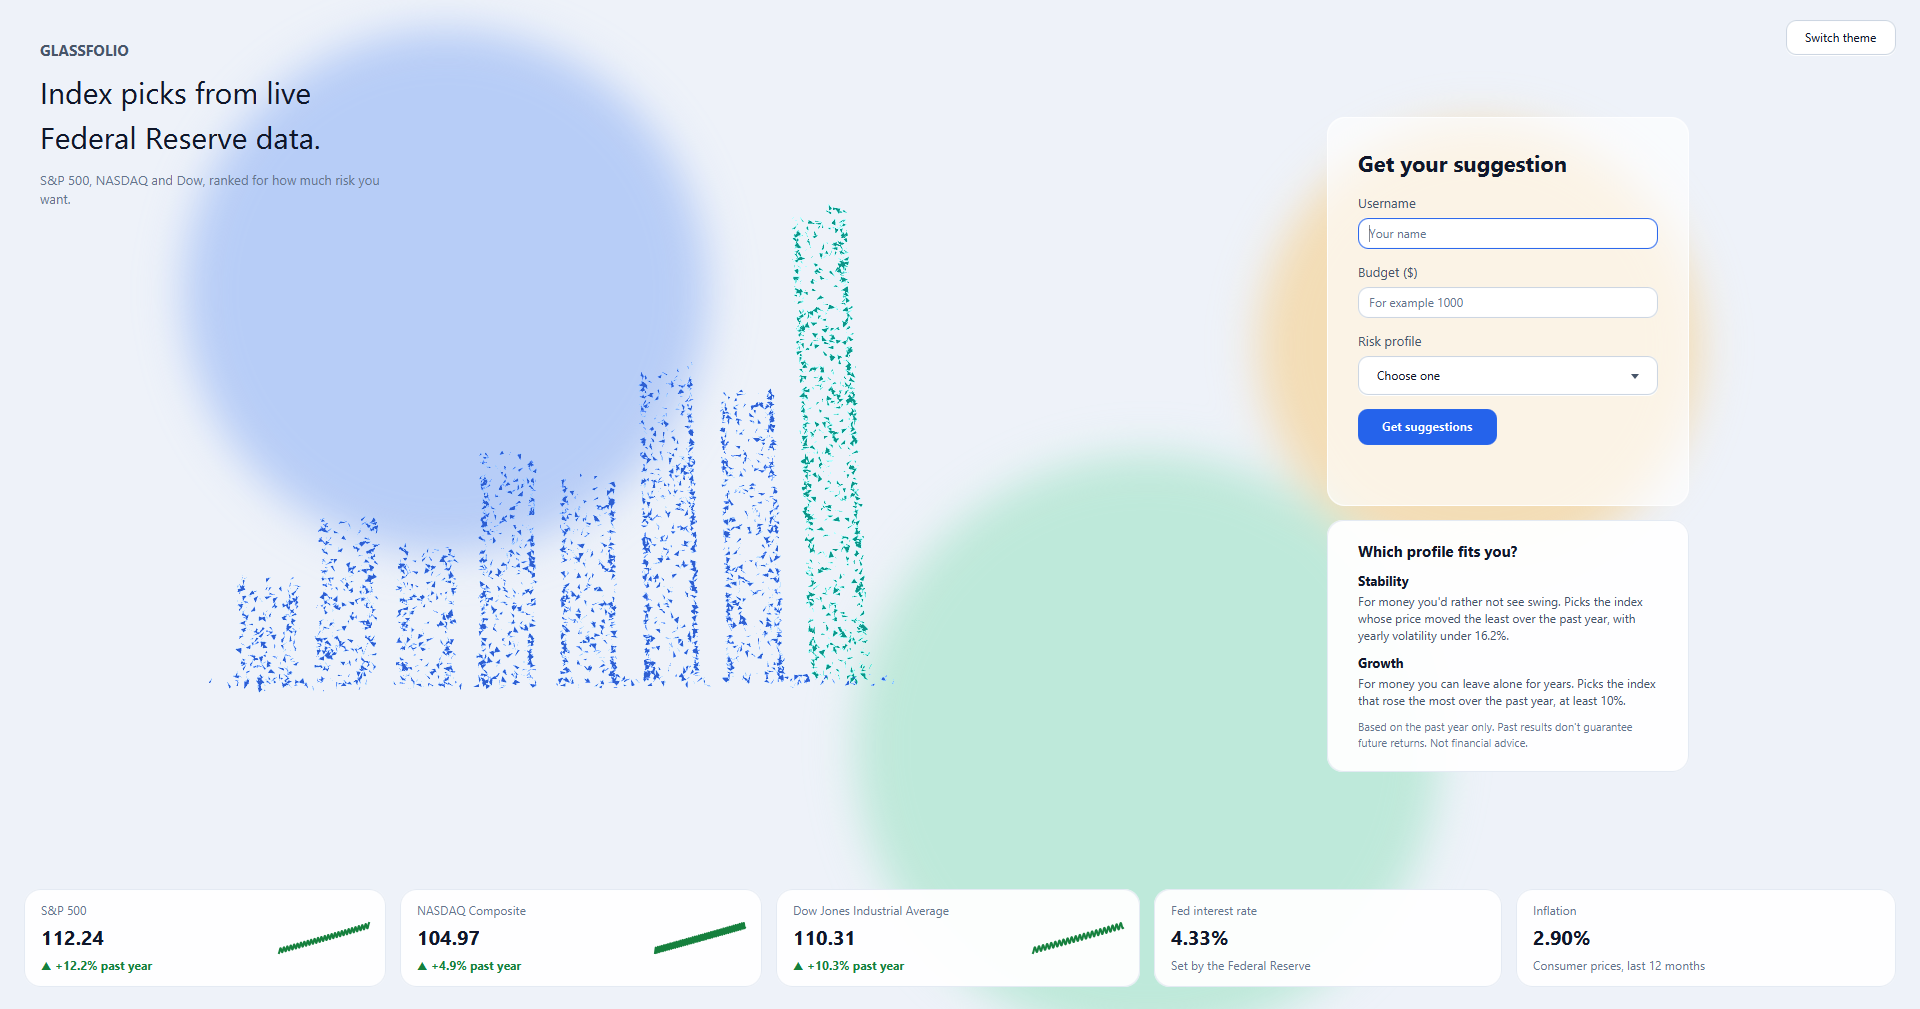 GLASSFOLIO
Index picks from live
Federal Reserve data.
S&P 500, NASDAQ and Dow, ranked for how much risk you
want.
Switch theme
Get your suggestion
Username
Your name
Budget ($)
For example 1000
Risk profile
Choose one
Get suggestions
Which profile fits you?
Stability
For money you'd rather not see swing. Picks the index
whose price moved the least over the past year, with
yearly volatility under 16.2%.
Growth
For money you can leave alone for years. Picks the index
that rose the most over the past year, at least 10%.
Based on the past year only. Past results don't guarantee
future returns. Not financial advice.
S&P 500
112.24
▲ +12.2% past year
NASDAQ Composite
104.97
▲ +4.9% past year
Dow Jones Industrial Average
110.31
▲ +10.3% past year
Fed interest rate
4.33%
Set by the Federal Reserve
Inflation
2.90%
Consumer prices, last 12 months